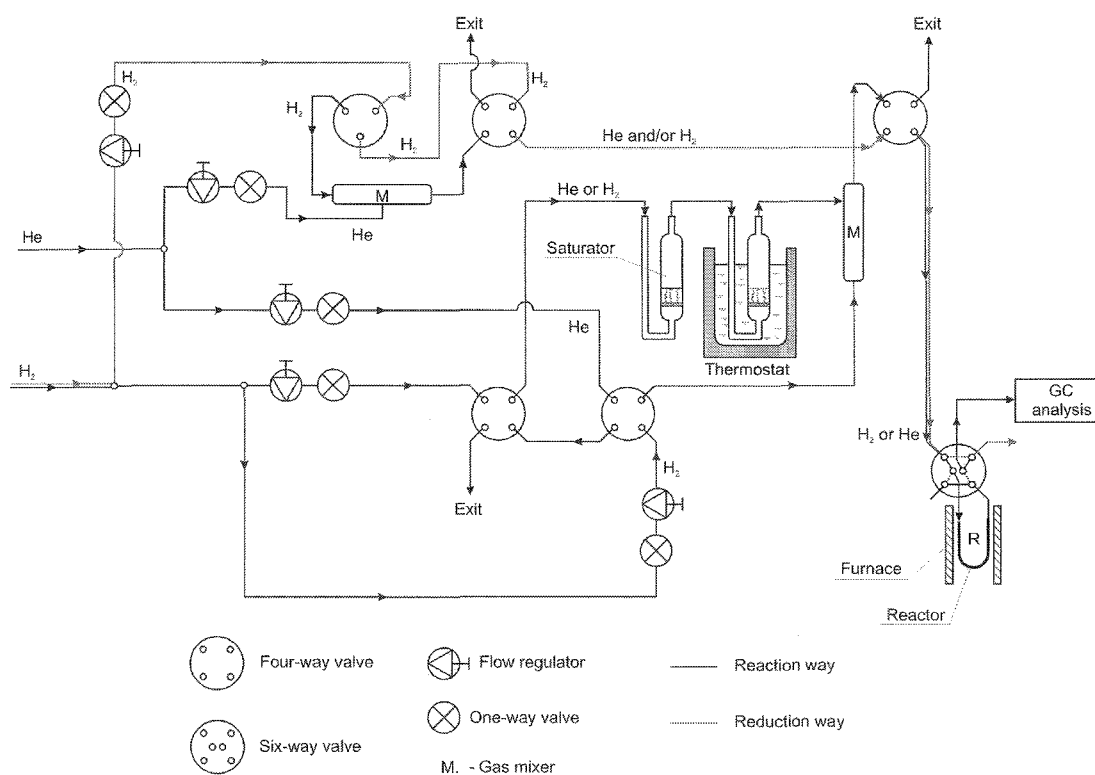 Exit
Exit
H₂
H₂
H₂
H₂
He and/or H₂
M
He or H₂
He
He
Saturator
M
He
H₂
Thermostat
GC
analysis
H₂ or He
H₂
Exit
R
Furnace
Reactor
Four-way valve
Flow regulator
Reaction way
One-way valve
Reduction way
Six-way valve
M. - Gas mixer